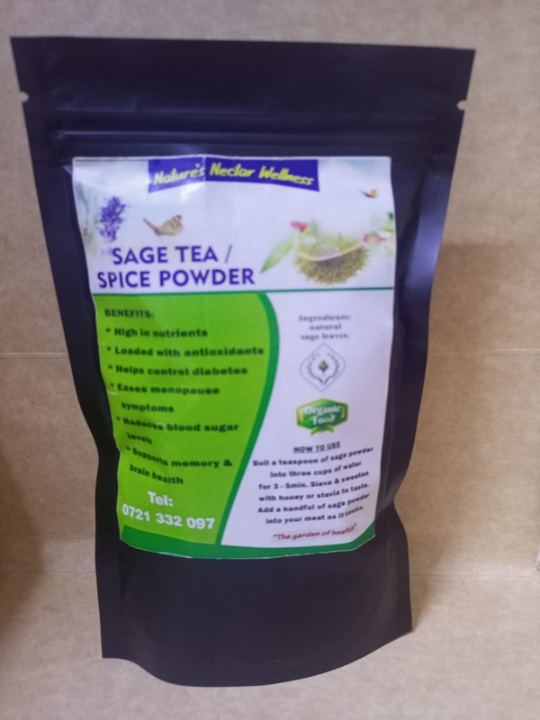 Nature's Nectar Wellness
SAGE TEA /
SPICE POWDER
BENEFITS:
* High in nutrients
* Loaded with antioxidants
* Helps control diabetes
* Eases menopause
symptoms
* Reduces blood sugar
levels
* Supports memory &
brain health
Tel:
0721 332 097
Ingredients:
natural
sage leaves.
Organic
Food
HOW TO USE
Boil a teaspoon of sage powder
into three cups of water
for 3 - 5min. Sieve & sweeten
with honey or stevia to taste.
Add a handful of sage powder
into your meat as it cooks.
"The garden of health"